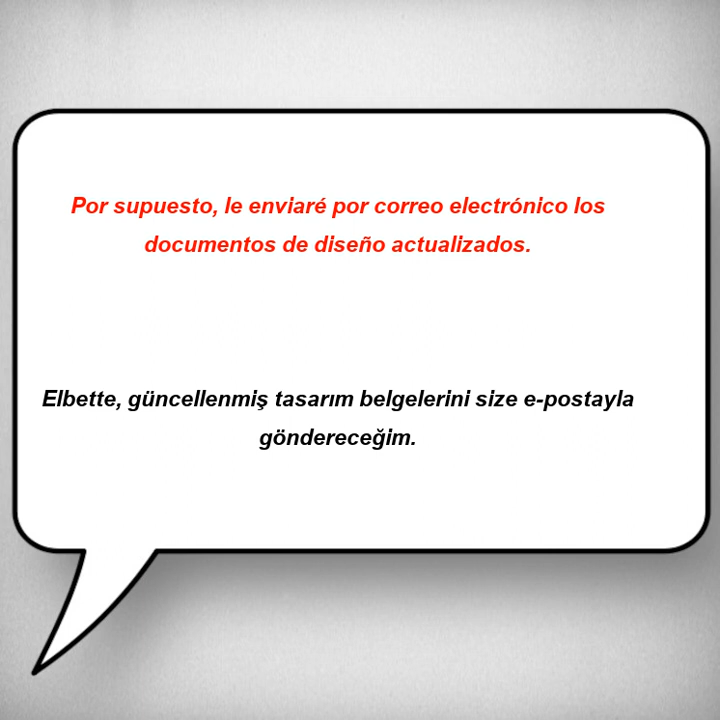 Por supuesto, le enviaré por correo electrónico los
documentos de diseño actualizados.
Elbette, güncellenmiş tasarım belgelerini size e-postayla
göndereceğim.